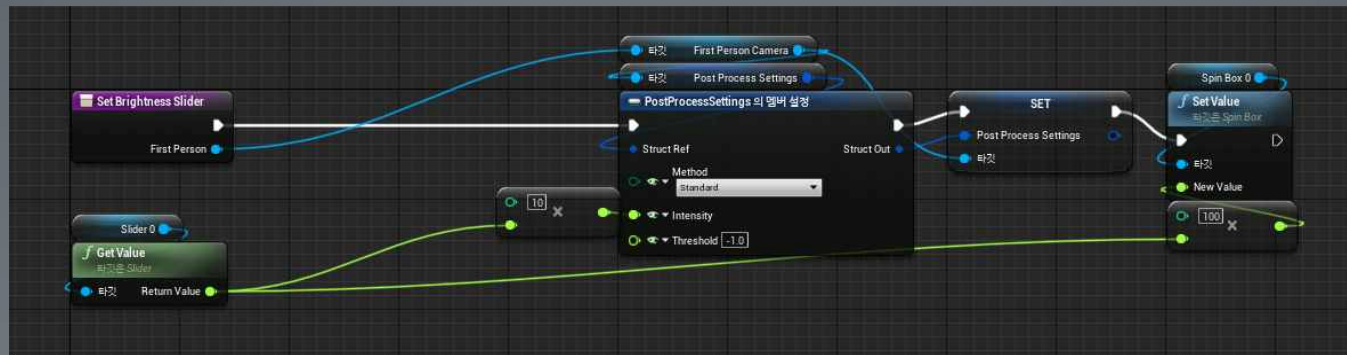 타깃 First Person Camera
타깃 Post Process Settings
Set Brightness Slider
First Person
PostProcessSettings 의 멤버 설정
Struct Ref
Struct Out
Method
Standard
Intensity
Threshold -1.0
SET
Post Process Settings
타깃
Spin Box 0
Set Value
타깃은 Spin Box
타깃
New Value
10
100
Slider 0
Get Value
타깃은 Slider
타깃 Return Value